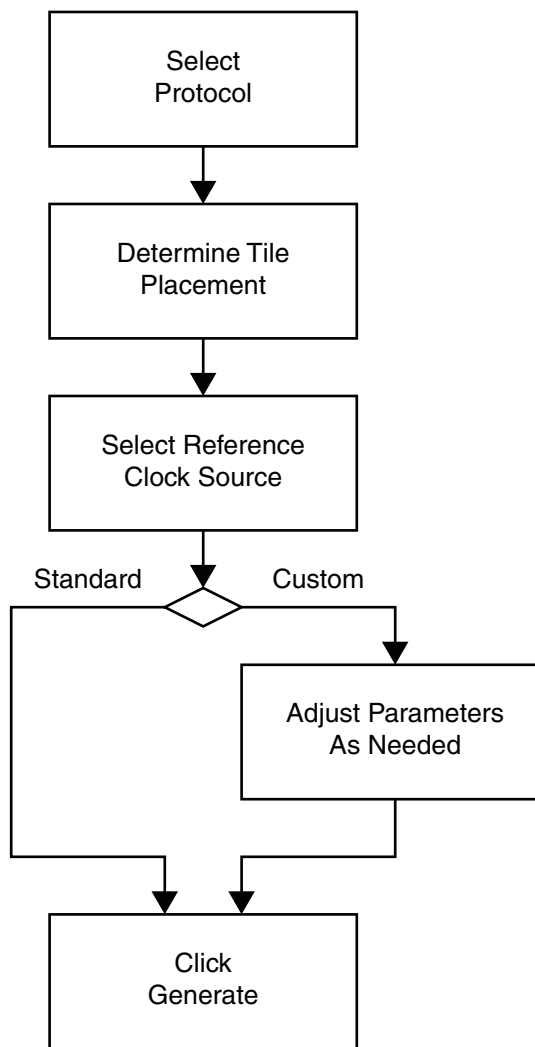 Select
Protocol
Determine Tile
Placement
Select Reference
Clock Source
Standard
Custom
Adjust Parameters
As Needed
Click
Generate